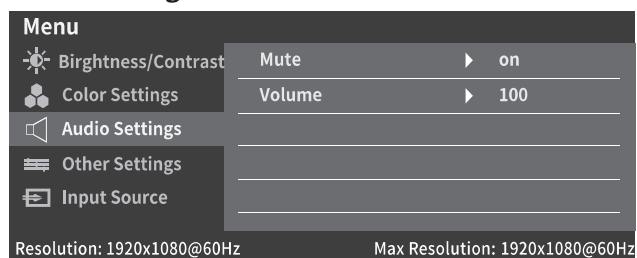 Menu
Birghtness/Contrast
Color Settings
Audio Settings
Other Settings
Input Source
Mute on
Volume 100
Resolution: 1920x1080@60Hz Max Resolution: 1920x1080@60Hz